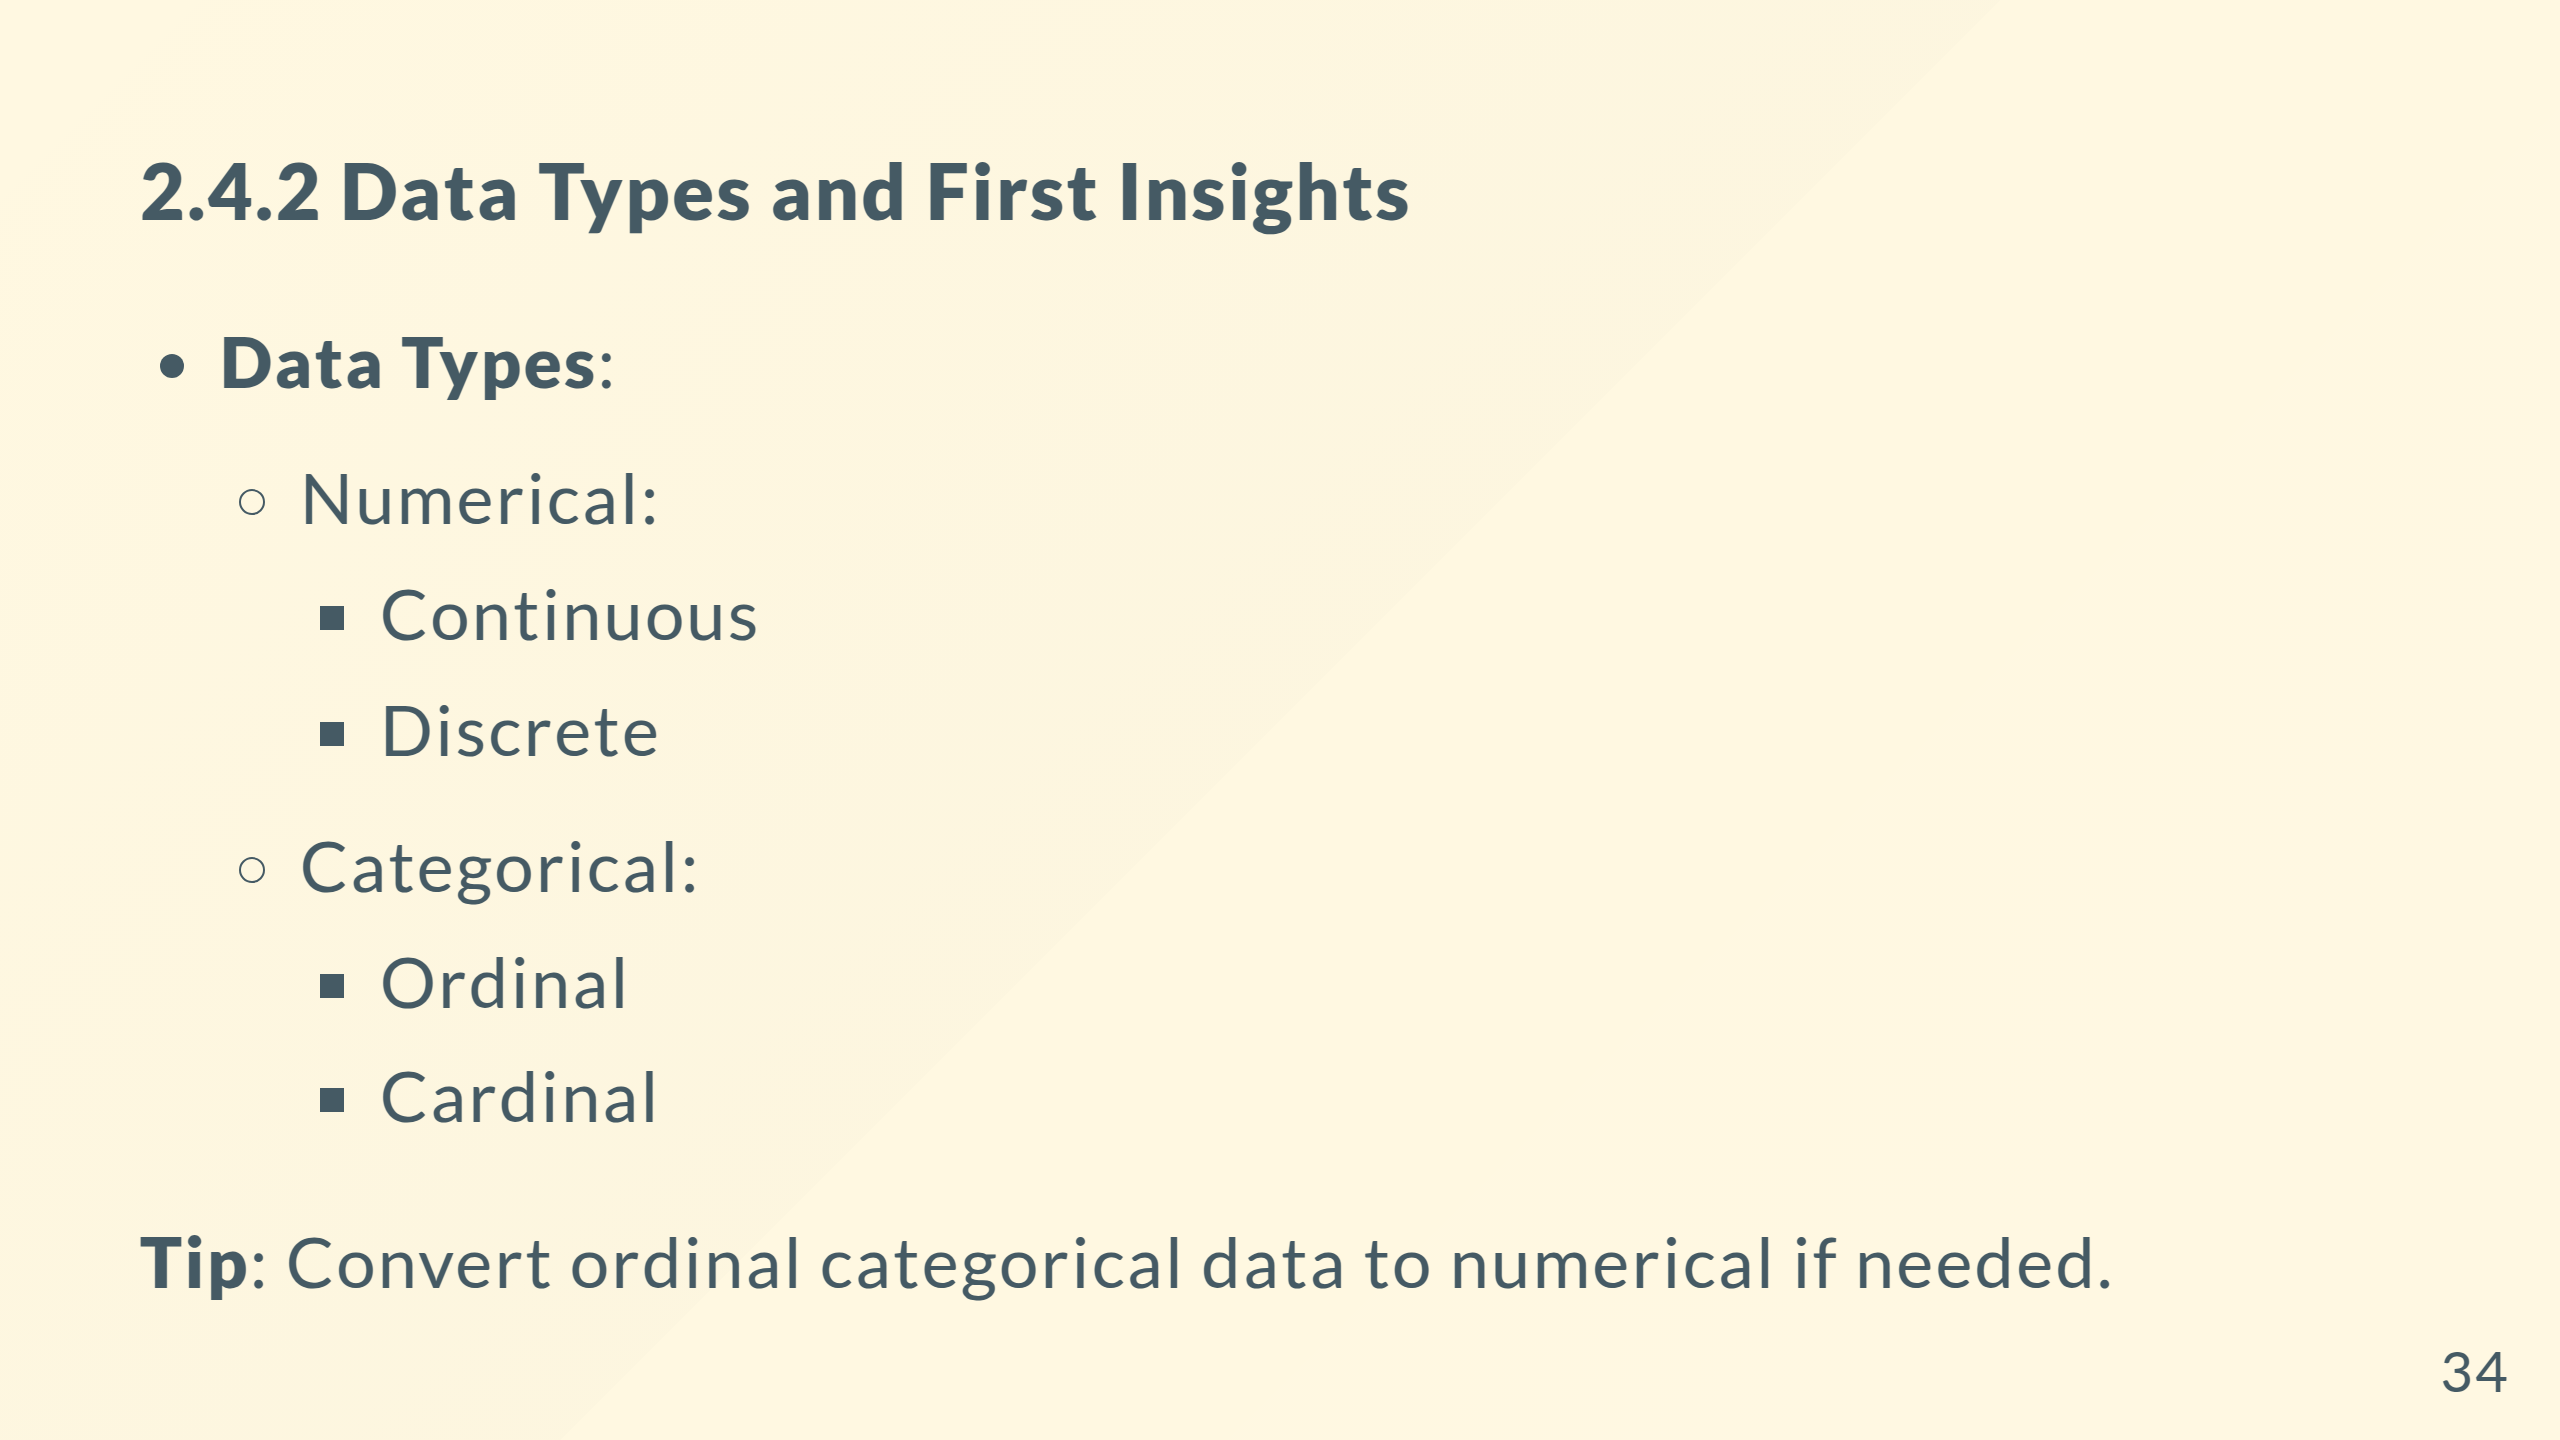 2.4.2 Data Types and First Insights
Data Types:
Numerical:
Continuous
Discrete
Categorical:
Ordinal
Cardinal
Tip: Convert ordinal categorical data to numerical if needed.
34